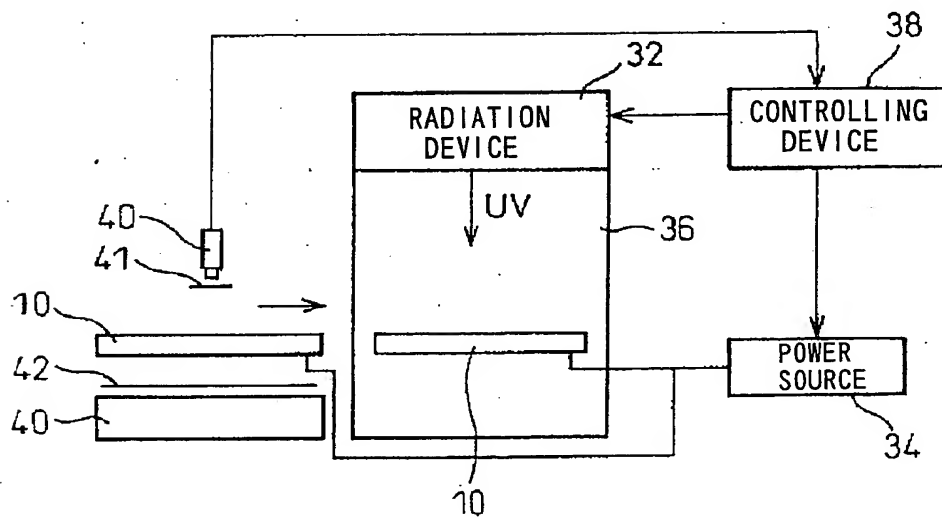 38
32
RADIATION
DEVICE
CONTROLLING
DEVICE
UV
36
40
41
10
42
40
10
POWER
SOURCE
34